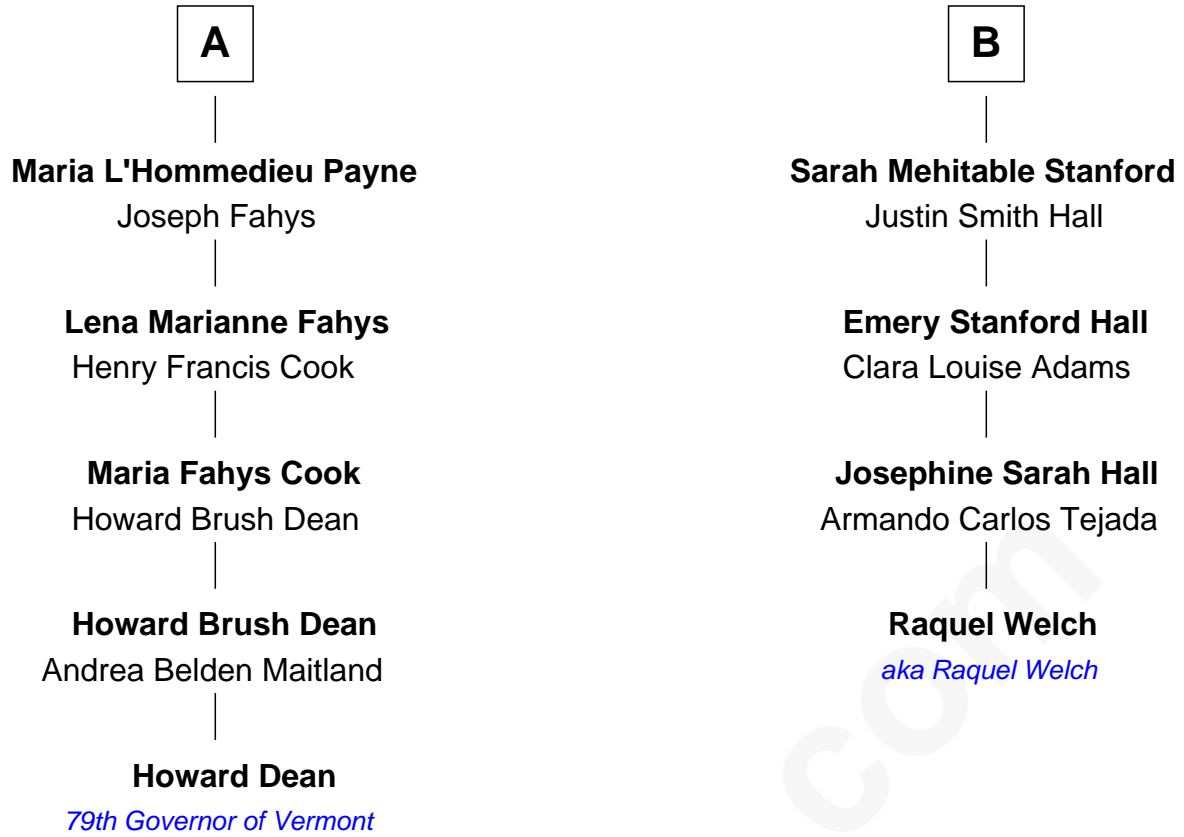 A
Maria L'Hommedieu Payne
Joseph Fahys
Lena Marianne Fahys
Henry Francis Cook
Maria Fahys Cook
Howard Brush Dean
Howard Brush Dean
Andrea Belden Maitland
Howard Dean
79th Governor of Vermont
B
Sarah Mehitable Stanford
Justin Smith Hall
Emery Stanford Hall
Clara Louise Adams
Josephine Sarah Hall
Armando Carlos Tejada
Raquel Welch
aka Raquel Welch
com